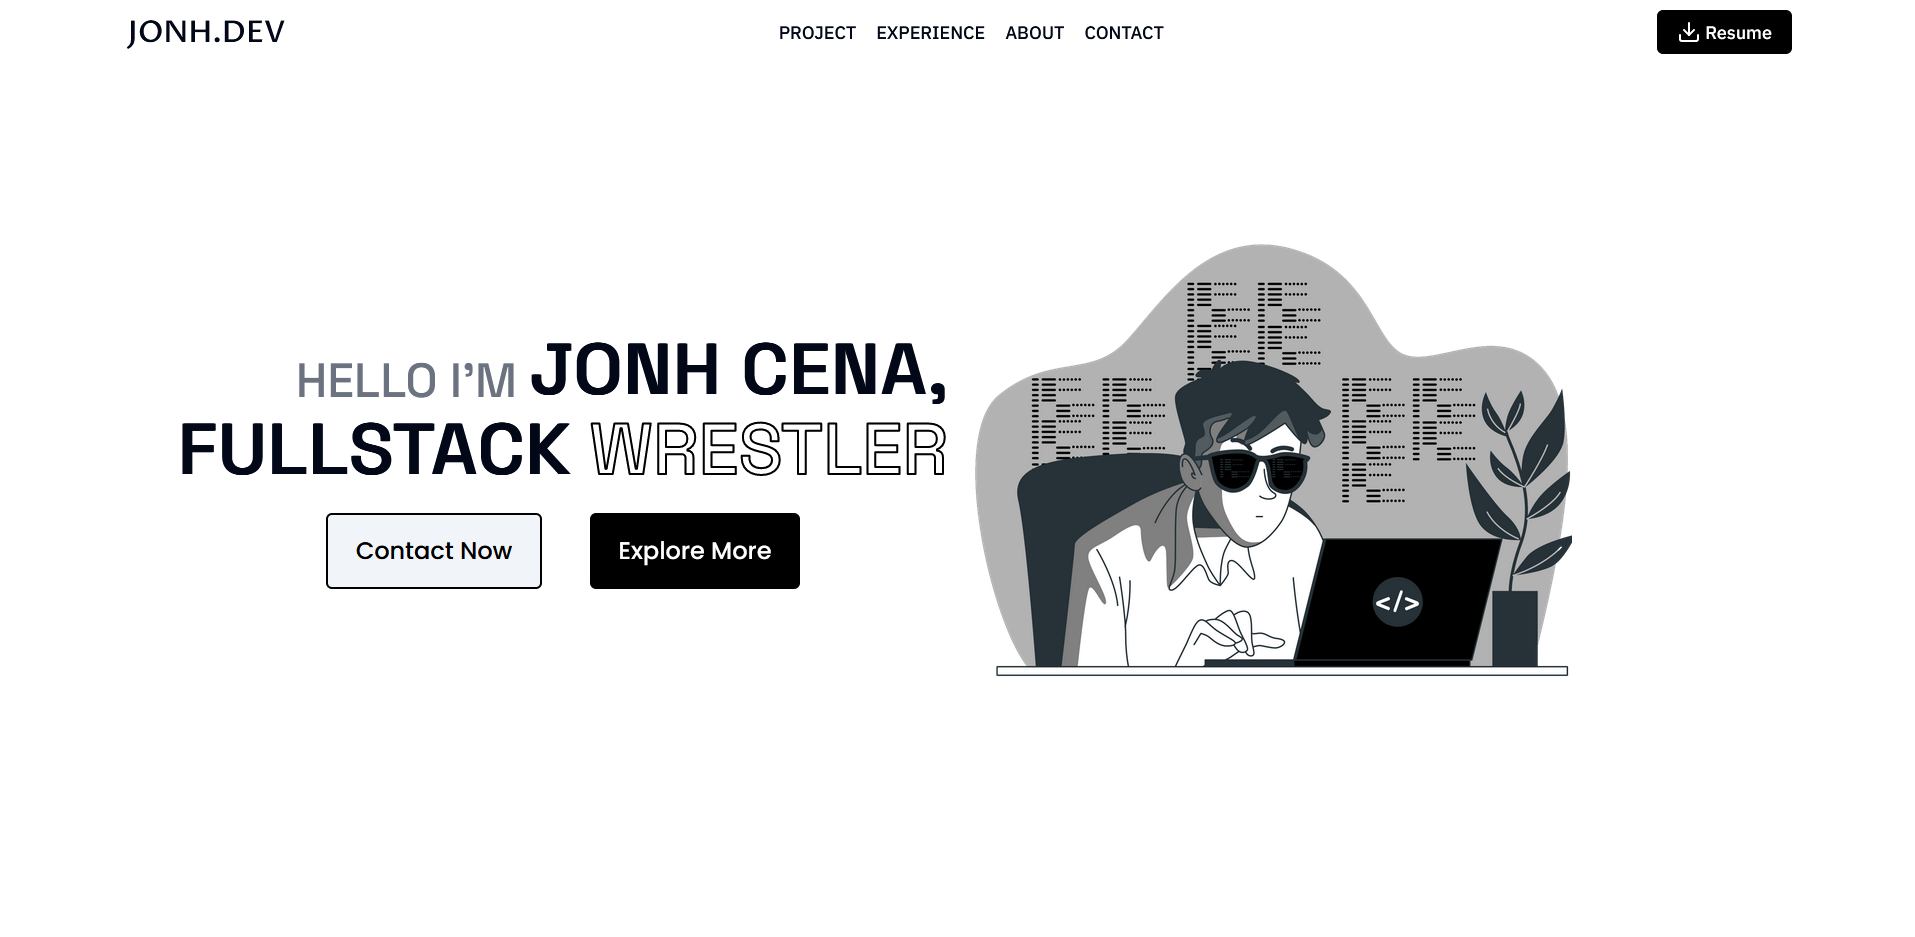 JONH.DEV
PROJECT EXPERIENCE ABOUT CONTACT
Resume
HELLO I’M JONH CENA,
FULLSTACK WRESTLER
Contact Now
Explore More
</>